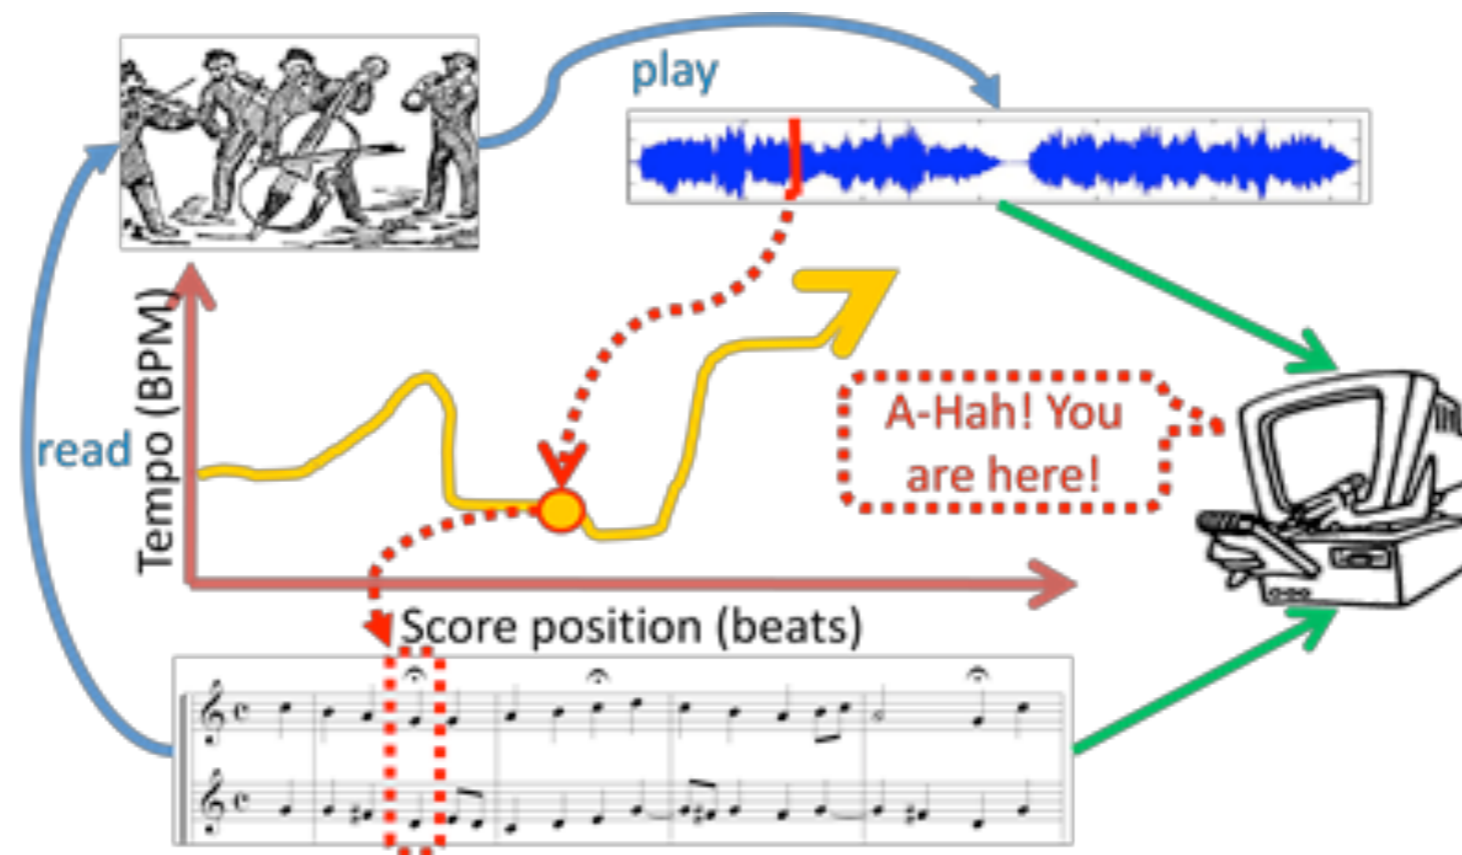 play
read
Tempo (BPM)
A-Hah! You
are here!
Score position (beats)